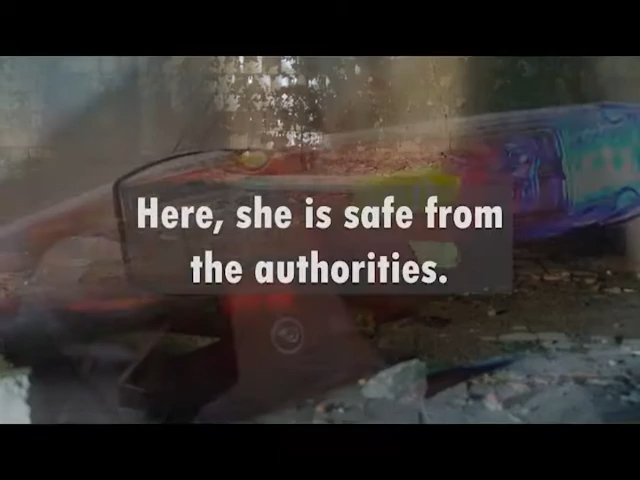 Here, she is safe from
the authorities.